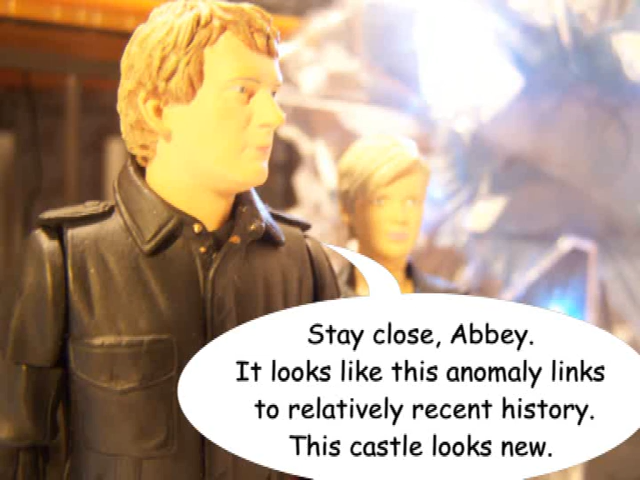 Stay close, Abbey.
It looks like this anomaly links
to relatively recent history.
This castle looks new.